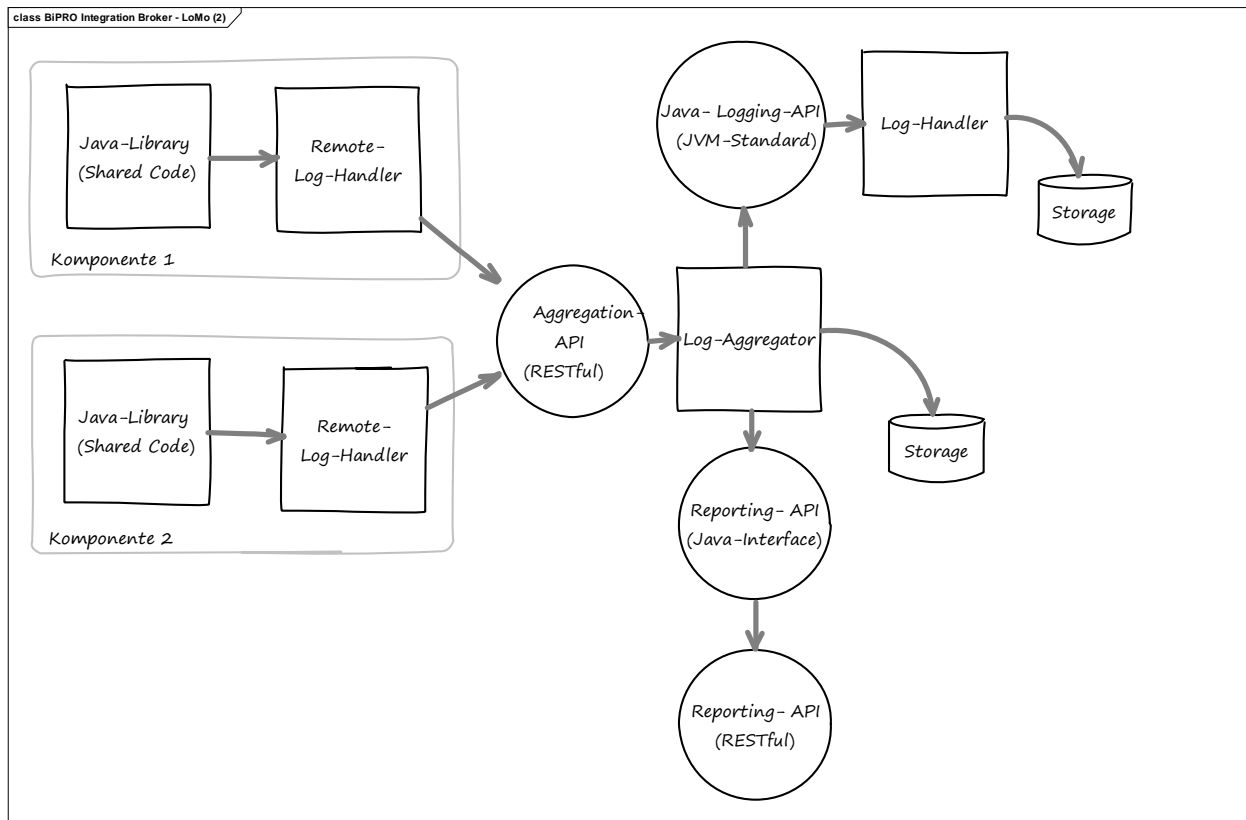 class BiPRO Integration Broker - LoMo (2)
Java-Library
(Shared Code)
Remote-
Log-Handler
Komponente 1
Java-Library
(Shared Code)
Remote-
Log-Handler
Komponente 2
Aggregation-
API
(RESTful)
Java- Logging-API
(JVM-Standard)
Log-Handler
Storage
Log-Aggregator
Storage
Reporting- API
(Java-Interface)
Reporting- API
(RESTful)